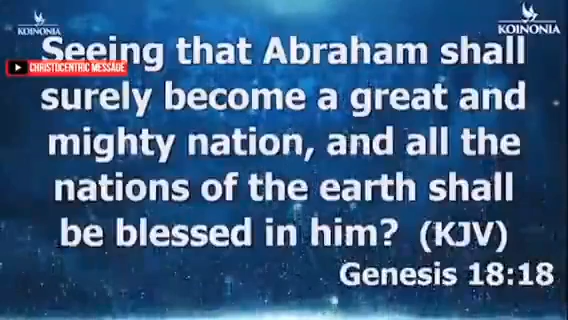 KOINONIA
KOINONIA
Seeing that Abraham shall
CHRISTOCENTRIC MESSAGE
surely become a great and
mighty nation, and all the
nations of the earth shall
be blessed in him? (KJV)
Genesis 18:18